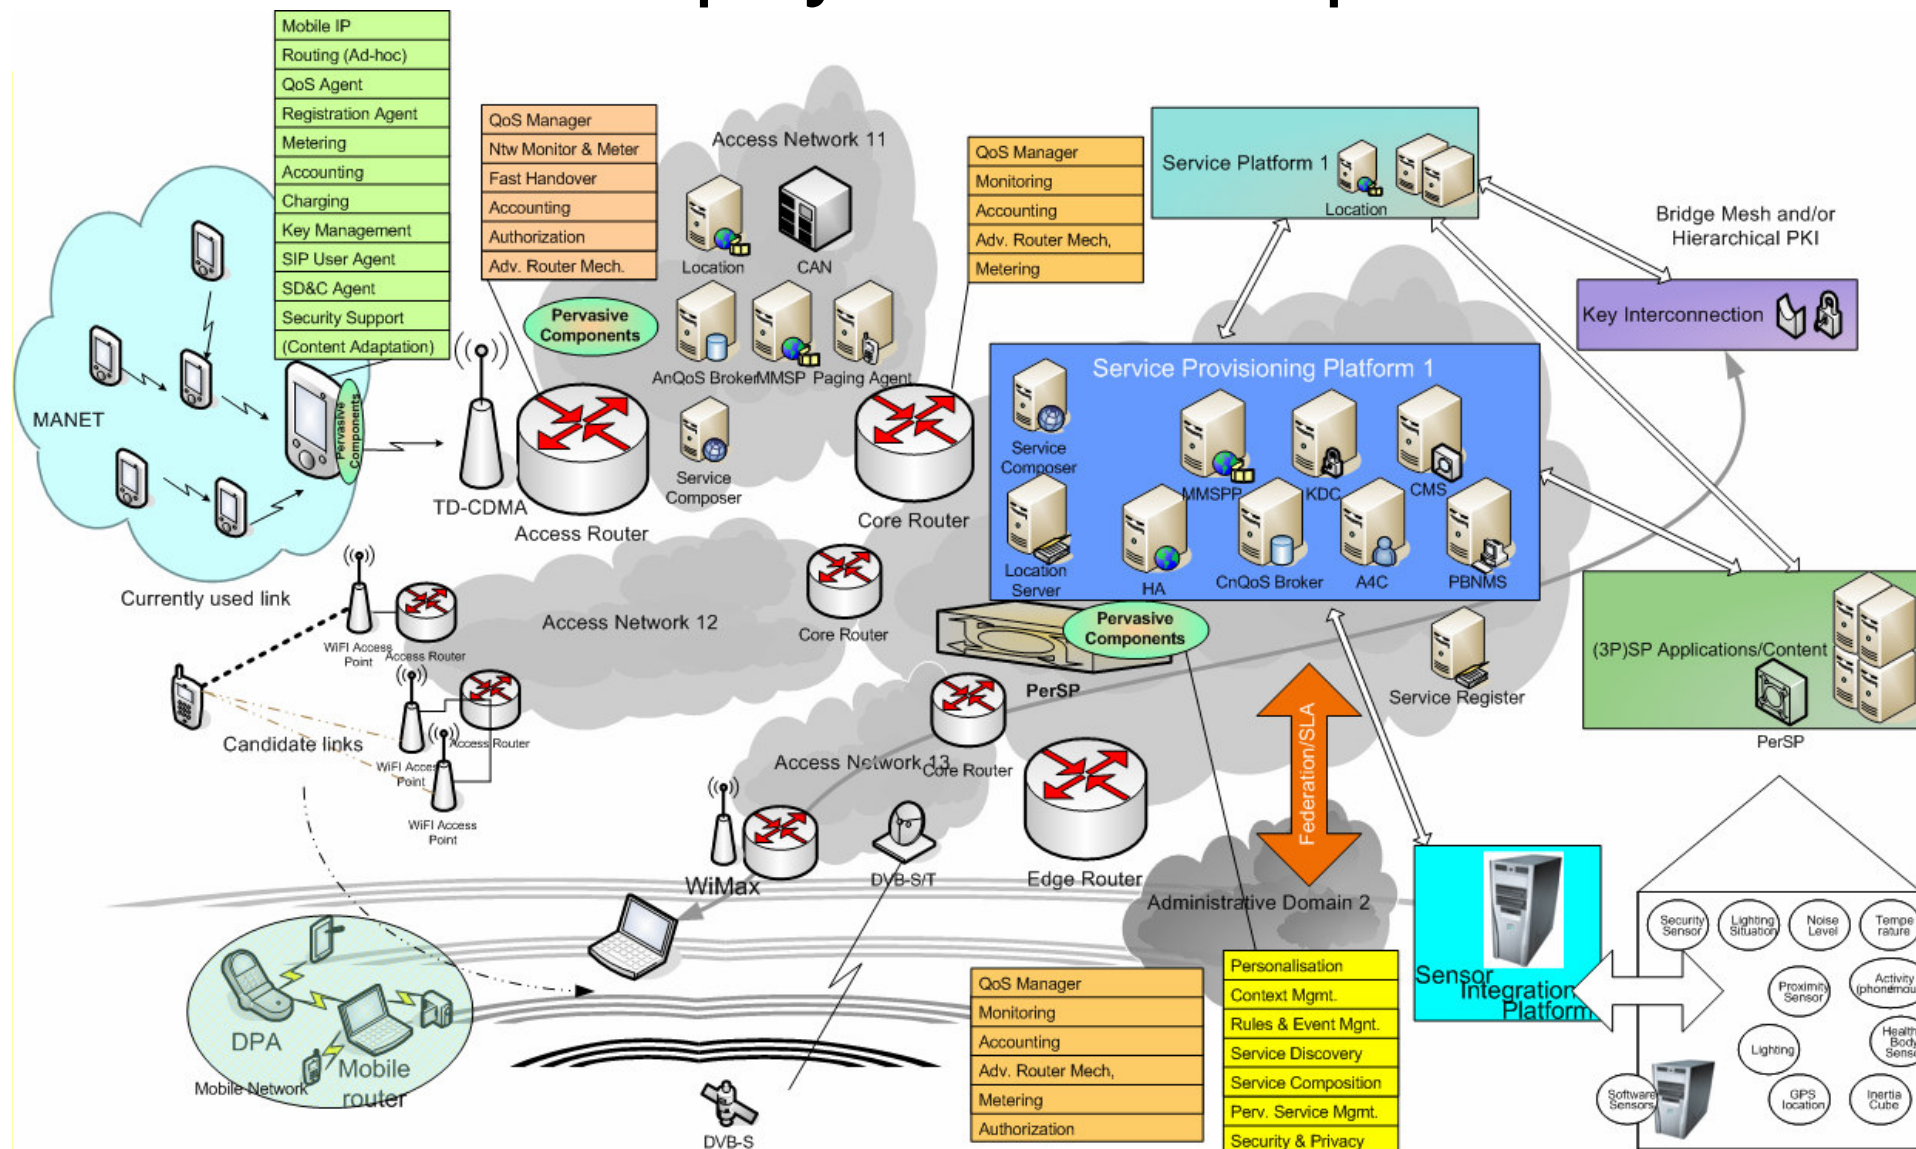 Mobile IP
Routing (Ad-hoc)
QoS Agent
Registration Agent
Metering
Accounting
Charging
Key Management
SIP User Agent
SD&C Agent
Security Support
(Content Adaptation)
MANET
Pervasive
Components
Currently used link
TD-CDMA
QoS Manager
Ntw Monitor & Meter
Fast Handover
Accounting
Authorization
Adv. Router Mech.
Access Router
Pervasive
Components
Access Network 11
Location
CAN
AnQoS Broker
MMSP
Paging Agent
Service
Composer
QoS Manager
Monitoring
Accounting
Adv. Router Mech,
Metering
Core Router
Service Platform 1
Location
Bridge Mesh and/or
Hierarchical PKI
Key Interconnection
Service Provisioning Platform 1
Service
Composer
MMSPP
KDC
CMS
Location
Server
HA
CnQoS Broker
A4C
PBNMS
Pervasive
Components
PerSP
Service Register
(3P)SP Applications/Content
PerSP
WiFI Access
Point
Access Router
Access Network 12
Core Router
Candidate links
WiFI Access
Point
Access Router
WiFI Access
Point
Access Network 13
Core Router
WiMax
DVB-S/T
Edge Router
Federation/SLA
Administrative Domain 2
DPA
Mobile Network
Mobile
router
DVB-S
QoS Manager
Monitoring
Accounting
Adv. Router Mech,
Metering
Authorization
Personalisation
Context Mgmt.
Rules & Event Mgnt.
Service Discovery
Service Composition
Perv. Service Mgmt.
Security & Privacy
Sensor
Integration
Platform
Security
Sensor
Lighting
Situation
Noise
Level
Tempe
rature
Proximity
Sensor
Activity
Lighting
Health
Body
Software
Sensors
GPS
location
Inertia
Cube